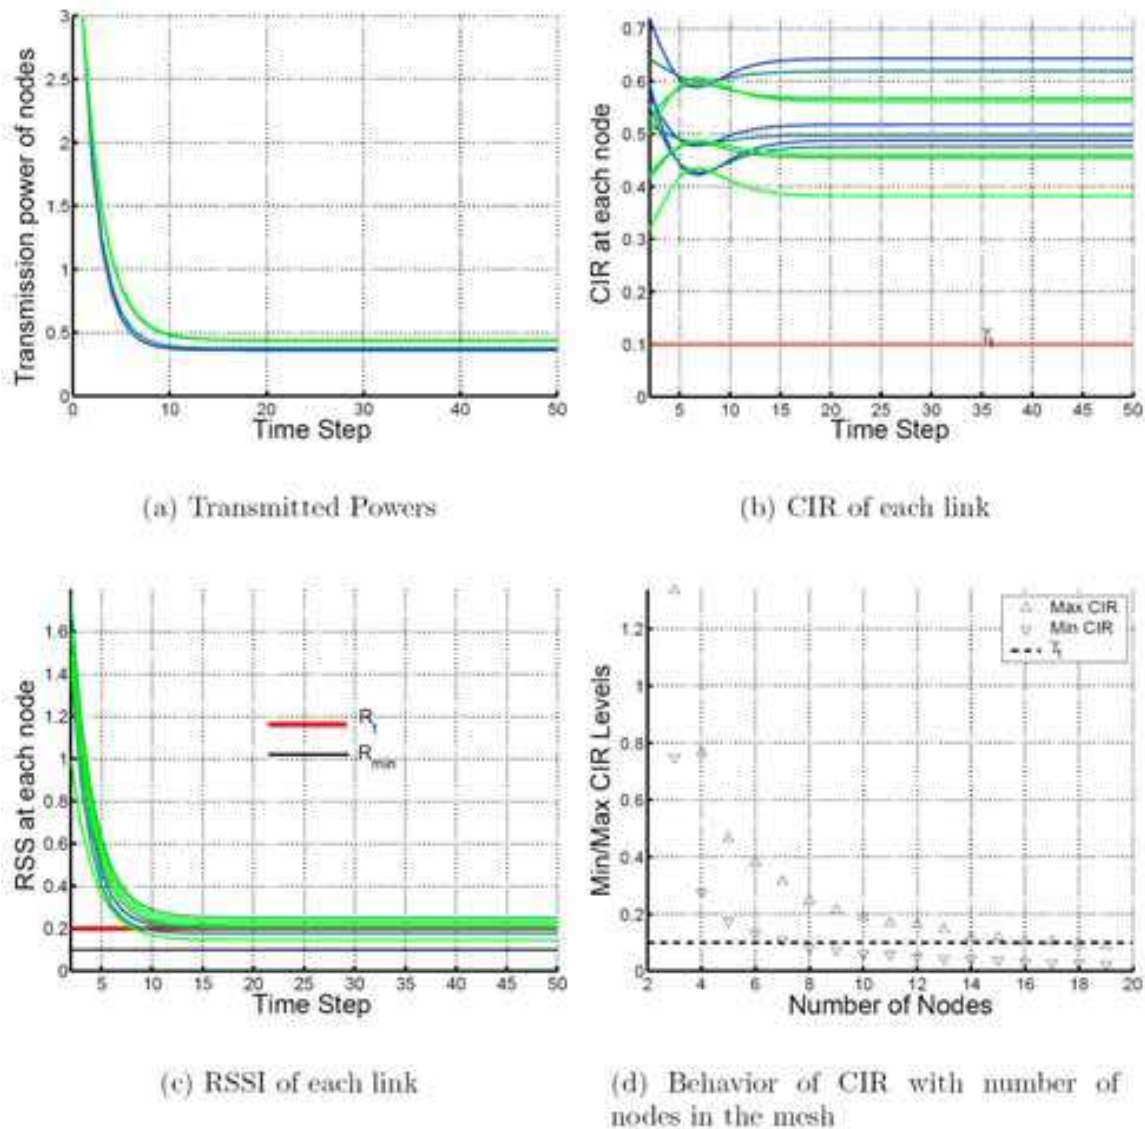 Transmission power of nodes
3
2.5
2
1.5
1
0.5
0
0 10 20 30 40 50
Time Step
(a) Transmitted Powers
CIR at each node
0.7
0.6
0.5
0.4
0.3
0.2
0.1
0
5 10 15 20 25 30 35 40 45 50
Time Step
(b) CIR of each link
RSS at each node
1.6
1.4
1.2
1
0.8
0.6
0.4
0.2
0
5 10 15 20 25 30 35 40 45 50
Time Step
R_t
R_min
(c) RSSI of each link
Min/Max CIR Levels
1.2
1
0.8
0.6
0.4
0.2
0
2 4 6 8 10 12 14 16 18 20
Number of Nodes
Max CIR
Min CIR
(d) Behavior of CIR with number of
nodes in the mesh